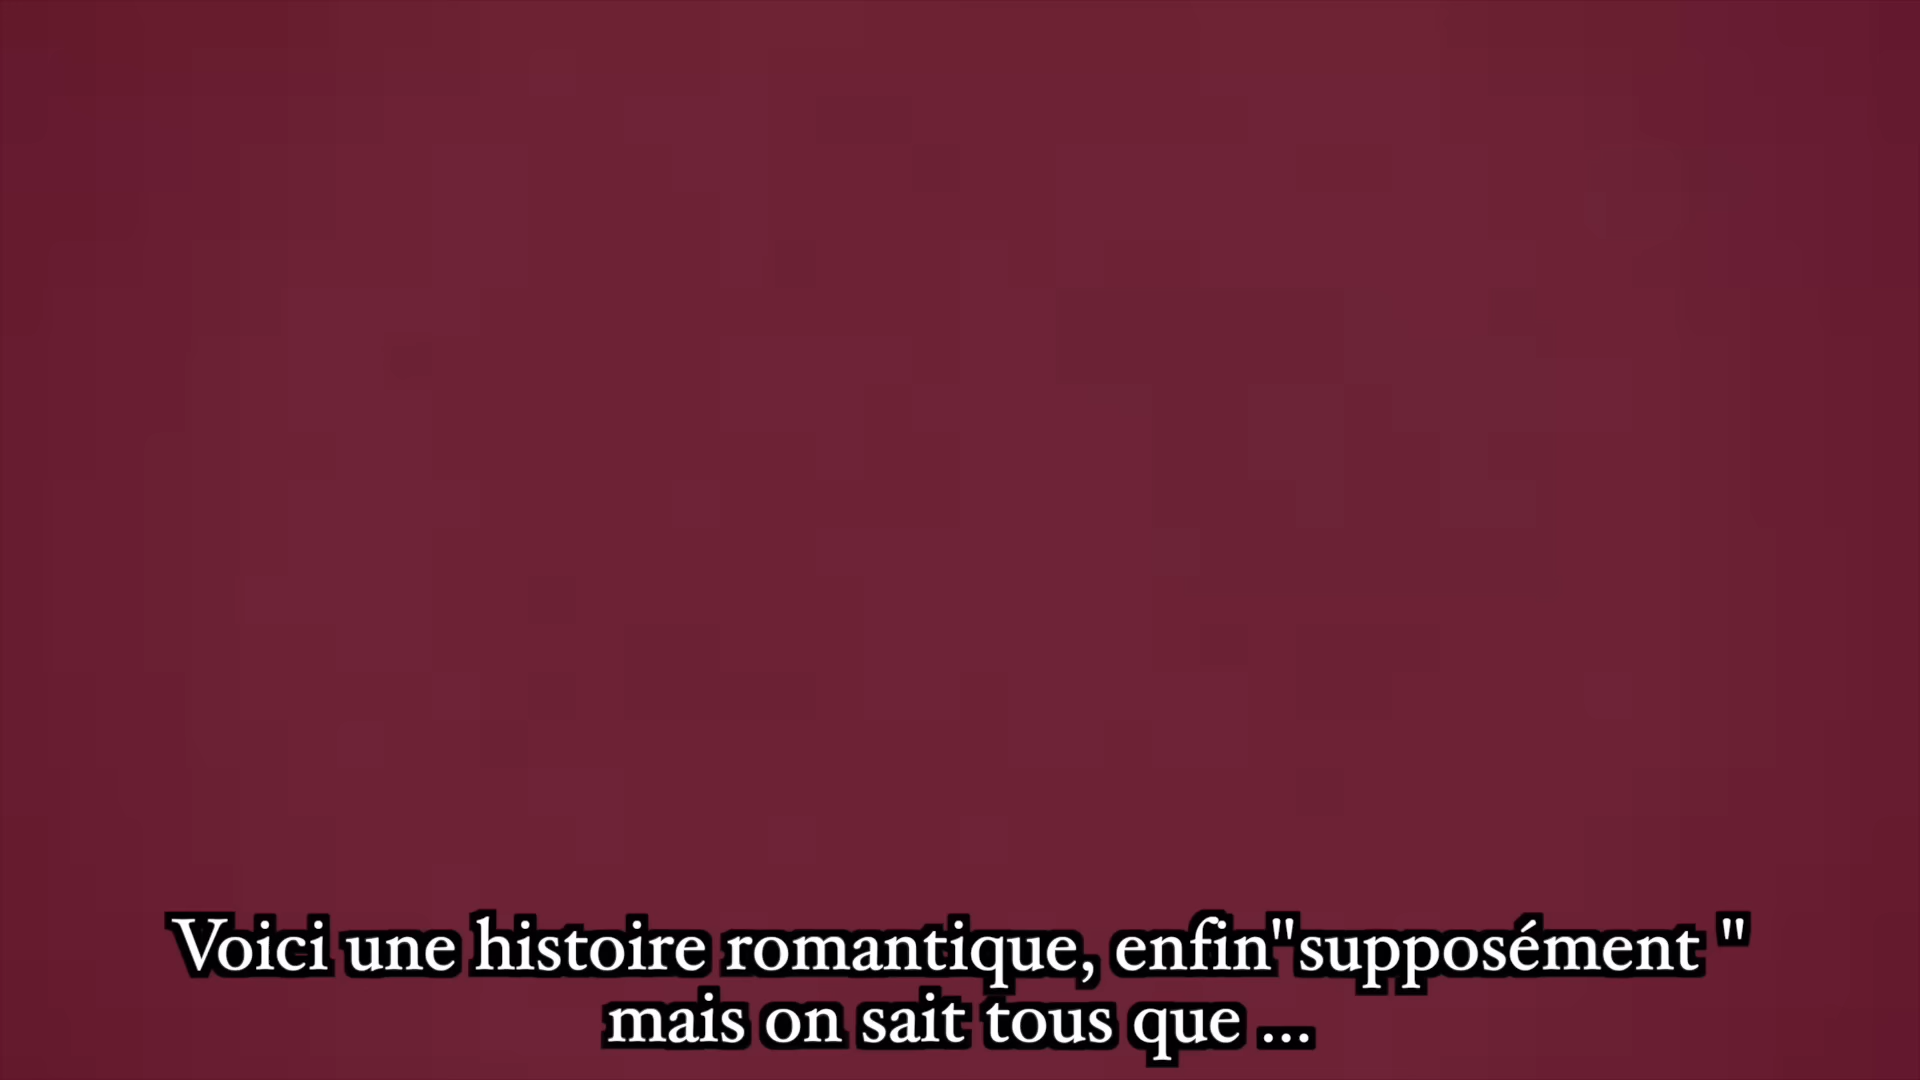 Voici une histoire romantique, enfin"supposément "
mais on sait tous que ...